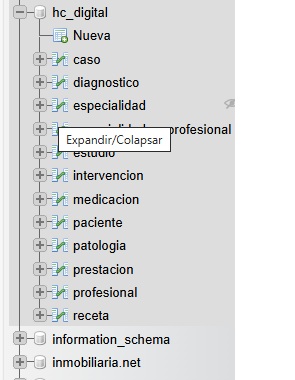 hc_digital
Nueva
caso
diagnostico
especialidad
profesional
Expandir/Colapsar
estudio
intervencion
medicacion
paciente
patologia
prestacion
profesional
receta
information_schema
inmobiliaria.net